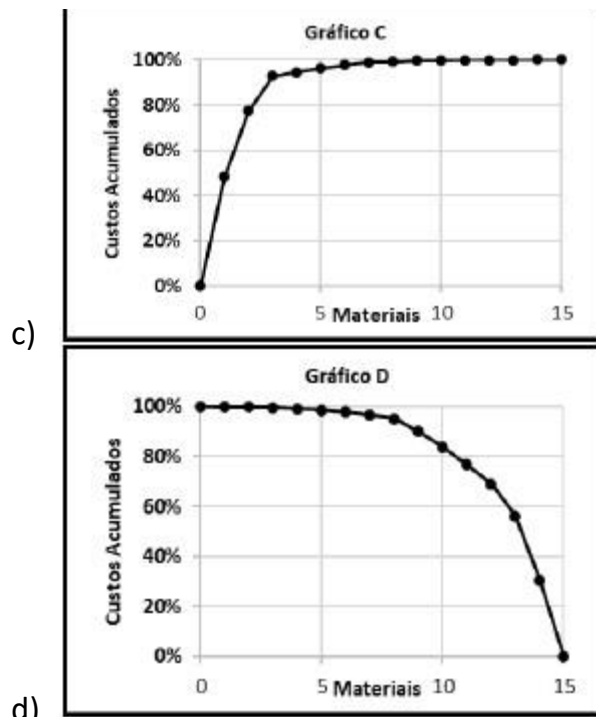 Gráfico C
100%
80%
60%
40%
20%
0%
Custos Acumulados
0 5 Materiais 10 15
c)
Gráfico D
100%
80%
60%
40%
20%
0%
Custos Acumulados
0 5 Materiais 10 15
d)